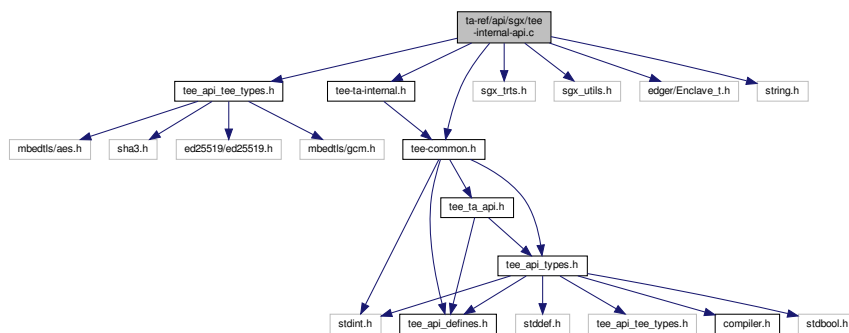 ta-ref/api/sgx/tee
-internal-api.c
tee_api_tee_types.h
tee-ta-internal.h
sgx_trts.h
sgx_utils.h
edger/Enclave_t.h
string.h
mbedtls/aes.h
sha3.h
ed25519/ed25519.h
mbedtls/gcm.h
tee-common.h
tee_ta_api.h
tee_api_types.h
stdint.h
tee_api_defines.h
stddef.h
tee_api_tee_types.h
compiler.h
stdbool.h